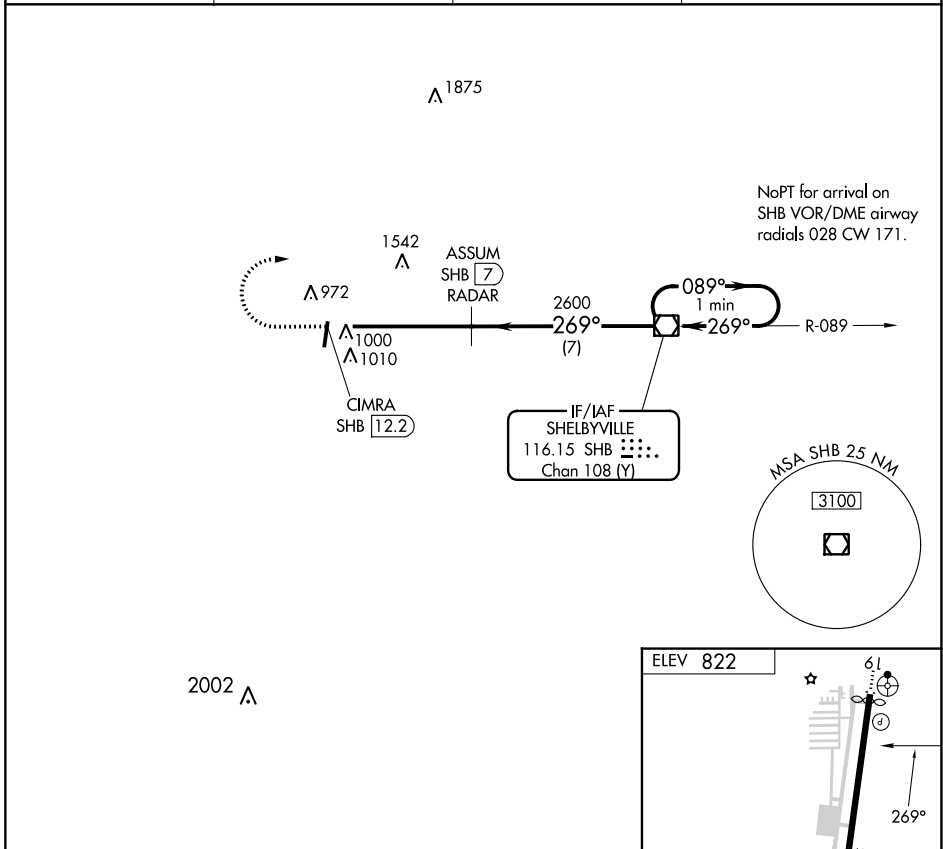 1875
NoPT for arrival on
SHB VOR/DME airway
radials 028 CW 171.
1542
ASSUM
SHB 7
RADAR
972
089°
1 min
2600
269°
(7)
269°
R-089
1000
1010
CIMRA
SHB 12.2
IF/IAF
SHELBYVILLE
116.15 SHB
Chan 108 (Y)
MSA SHB 25 NM
3100
2002
ELEV 822
19
P
269°